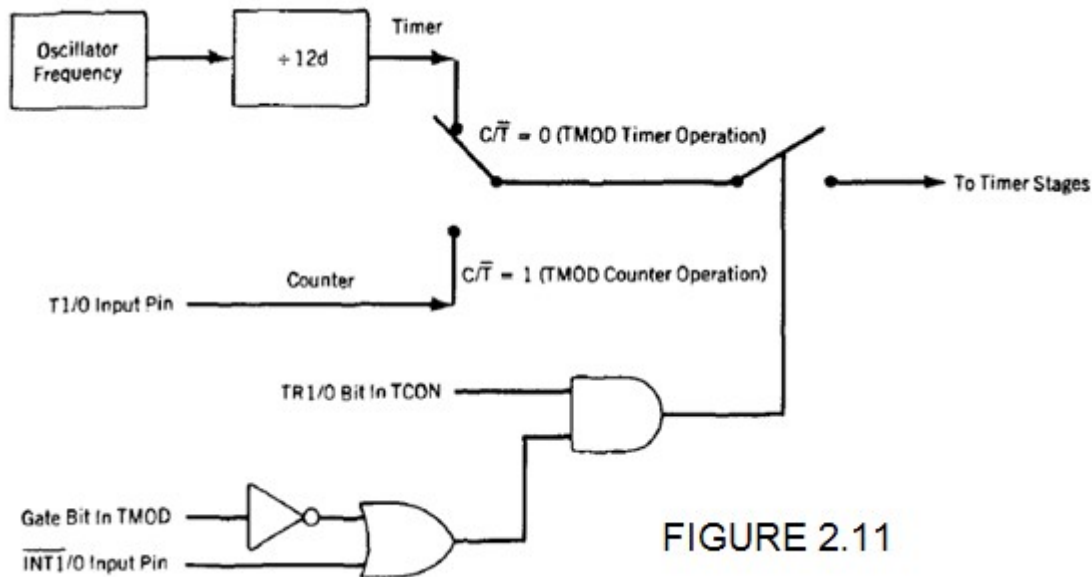 Timer
Oscillator
Frequency
÷12d
C/T̅ = 0 (TMOD Timer Operation)
To Timer Stages
C/T̅ = 1 (TMOD Counter Operation)
Counter
T1/0 Input Pin
TR1/0 Bit In TCON
Gate Bit In TMOD
I̅N̅T̅1̅/0 Input Pin
FIGURE 2.11